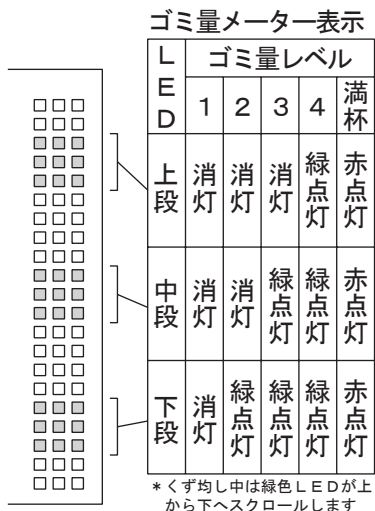 ゴミ量メーター表示
LED ゴミ量レベル
1 2 3 4 満杯
上段 消灯 消灯 消灯 緑点灯 赤点灯
中段 消灯 消灯 緑点灯 緑点灯 赤点灯
下段 消灯 緑点灯 緑点灯 緑点灯 赤点灯
*くず均し中は緑色LEDが上
から下へスクロールします